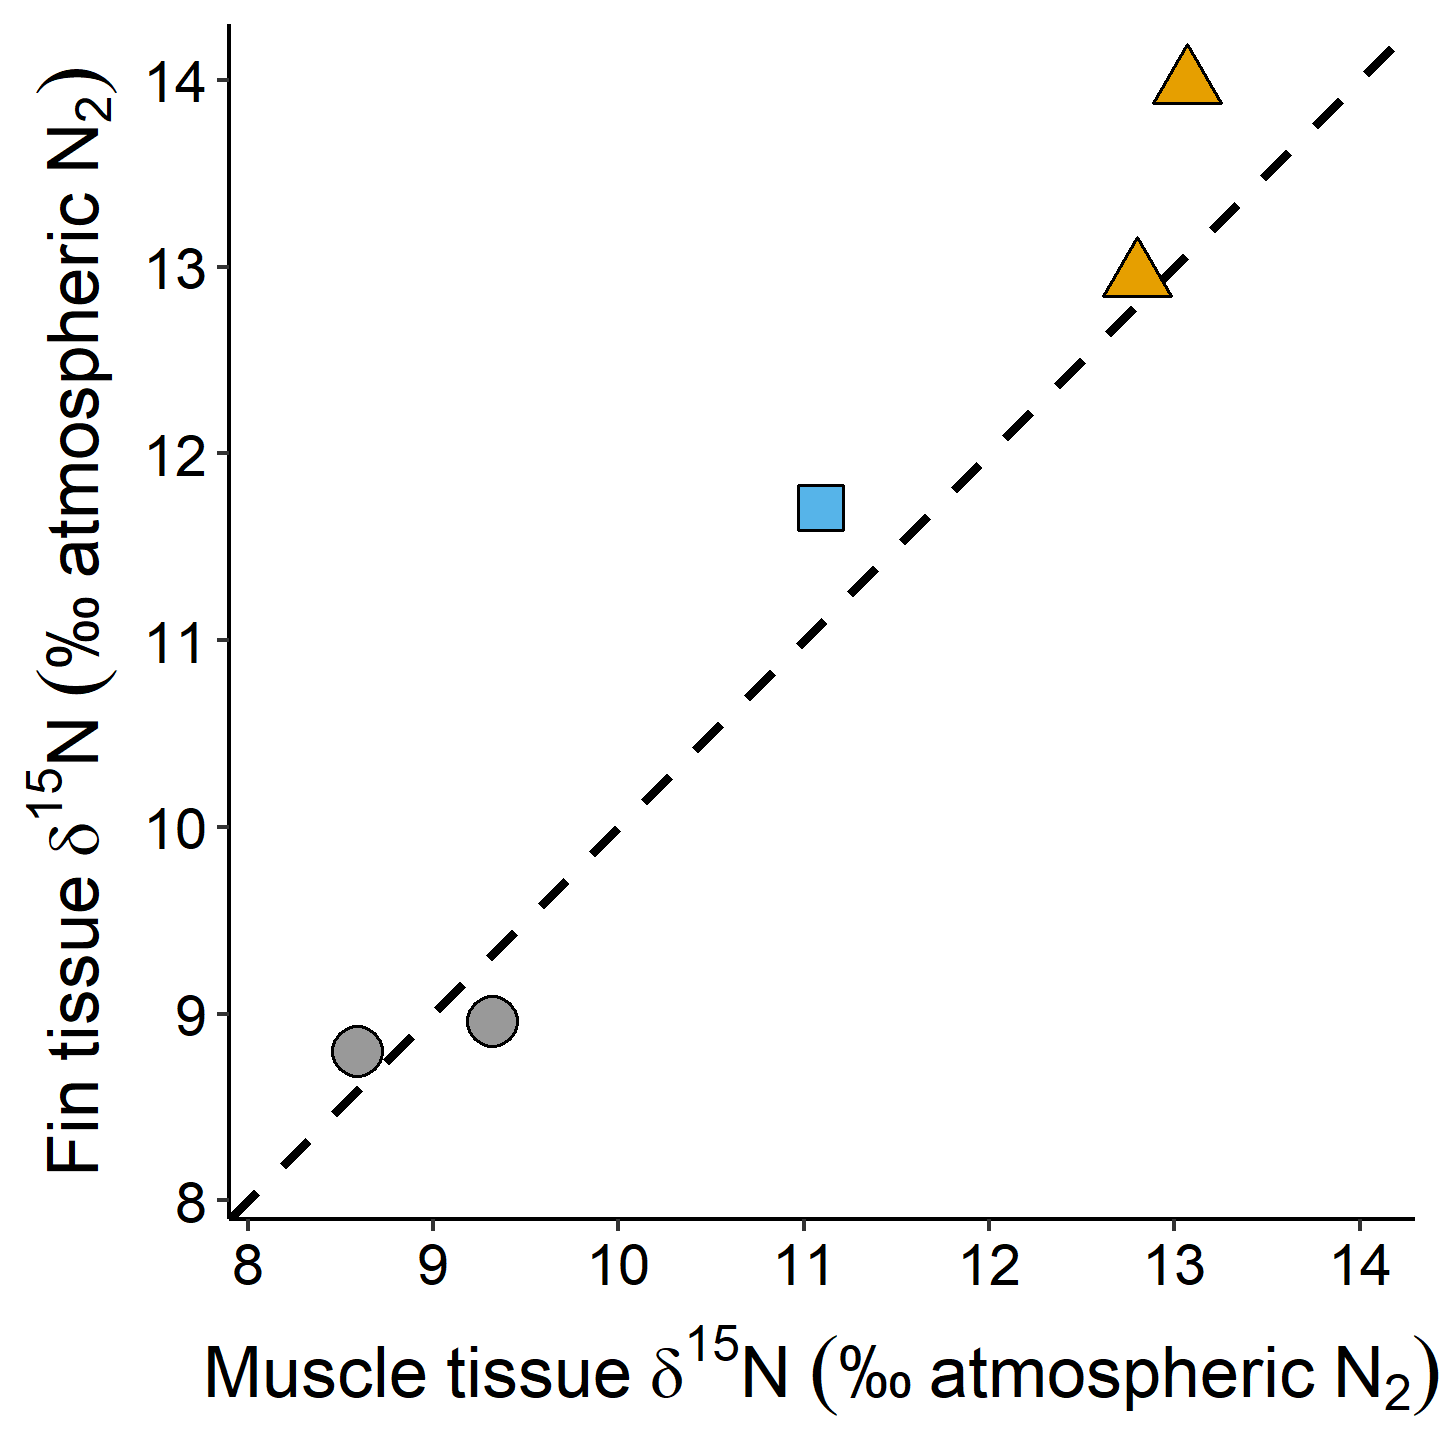 Fin tissue δ¹⁵N (‰ atmospheric N₂)
14
13
12
11
10
9
8
8 9 10 11 12 13 14
Muscle tissue δ¹⁵N (‰ atmospheric N₂)